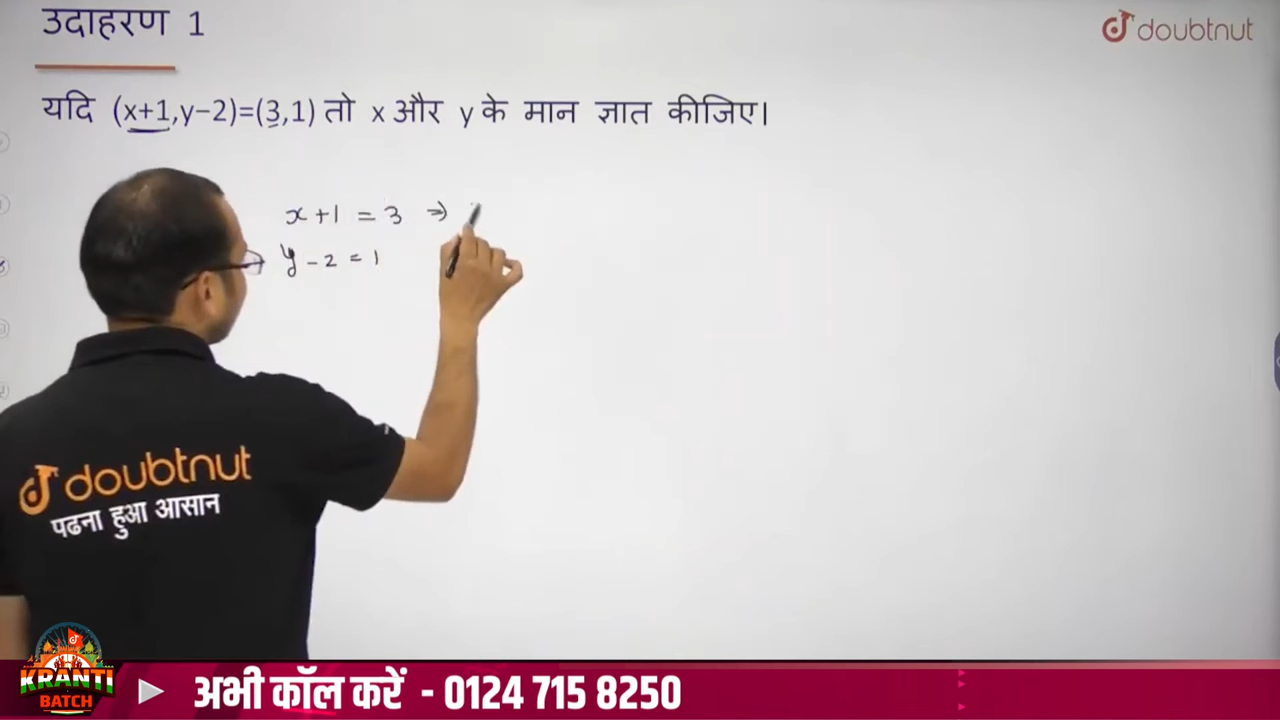 उदाहरण 1
doubtnut
यदि (x+1,y−2)=(3,1) तो x और y के मान ज्ञात कीजिए।
x+1 = 3 ⇒
y-2 = 1
doubtnut
पढना हुआ आसान
KRANTI
BATCH
अभी कॉल करें - 0124 715 8250